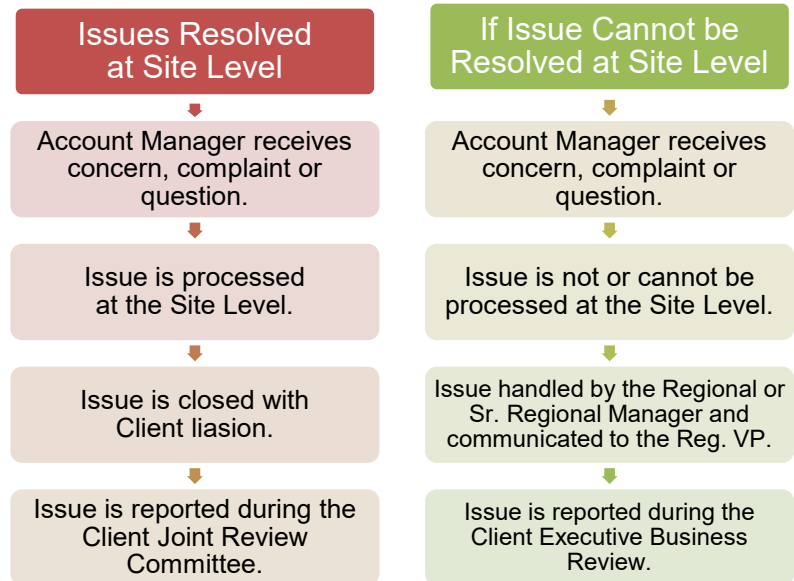 Issues Resolved
at Site Level
Account Manager receives
concern, complaint or
question.
Issue is processed
at the Site Level.
Issue is closed with
Client liasion.
Issue is reported during the
Client Joint Review
Committee.
If Issue Cannot be
Resolved at Site Level
Account Manager receives
concern, complaint or
question.
Issue is not or cannot be
processed at the Site Level.
Issue handled by the Regional or
Sr. Regional Manager and
communicated to the Reg. VP.
Issue is reported during the
Client Executive Business
Review.